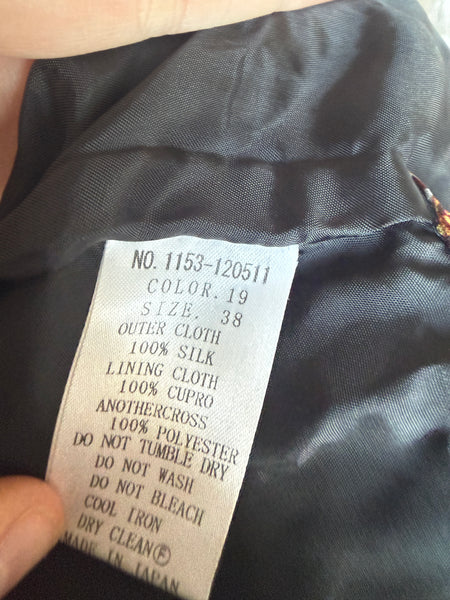 NO. 1153-120511
COLOR. 19
SIZE. 38
OUTER CLOTH
100% SILK
LINING CLOTH
100% CUPRO
ANOTHERCROSS
100% POLYESTER
DO NOT TUMBLE DRY
DO NOT WASH
DO NOT BLEACH
COOL IRON
DRY CLEAN Ⓕ
MADE IN JAPAN